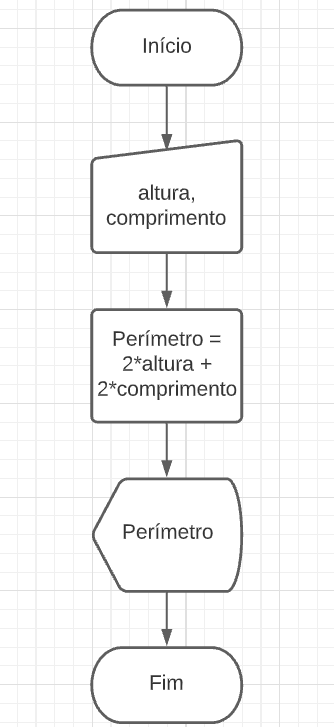 Início
altura,
comprimento
Perímetro =
2*altura +
2*comprimento
Perímetro
Fim